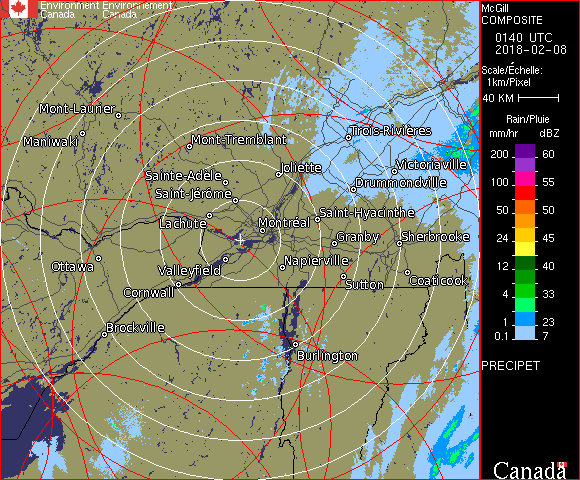 Environment Environnement
Canada Canada
McGill
COMPOSITE
0140 UTC
2018-02-08
Scale/Échelle:
1km/Pixel
40 KM
Rain/Pluie
mm/hr dBZ
200 60
100 55
50 50
24 45
12 40
4 33
1 23
0.1 7
PRECIPET
Canada
Mont-Laurier
Maniwaki
Mont-Tremblant
Trois-Rivières
Joliette
Victoriaville
Sainte-Adèle
Drummondville
Saint-Jérôme
Saint-Hyacinthe
Lachute
Montréal
Granby
Sherbrooke
Ottawa
Valleyfield
Napierville
Cornwall
Sutton
Coaticook
Brockville
Burlington